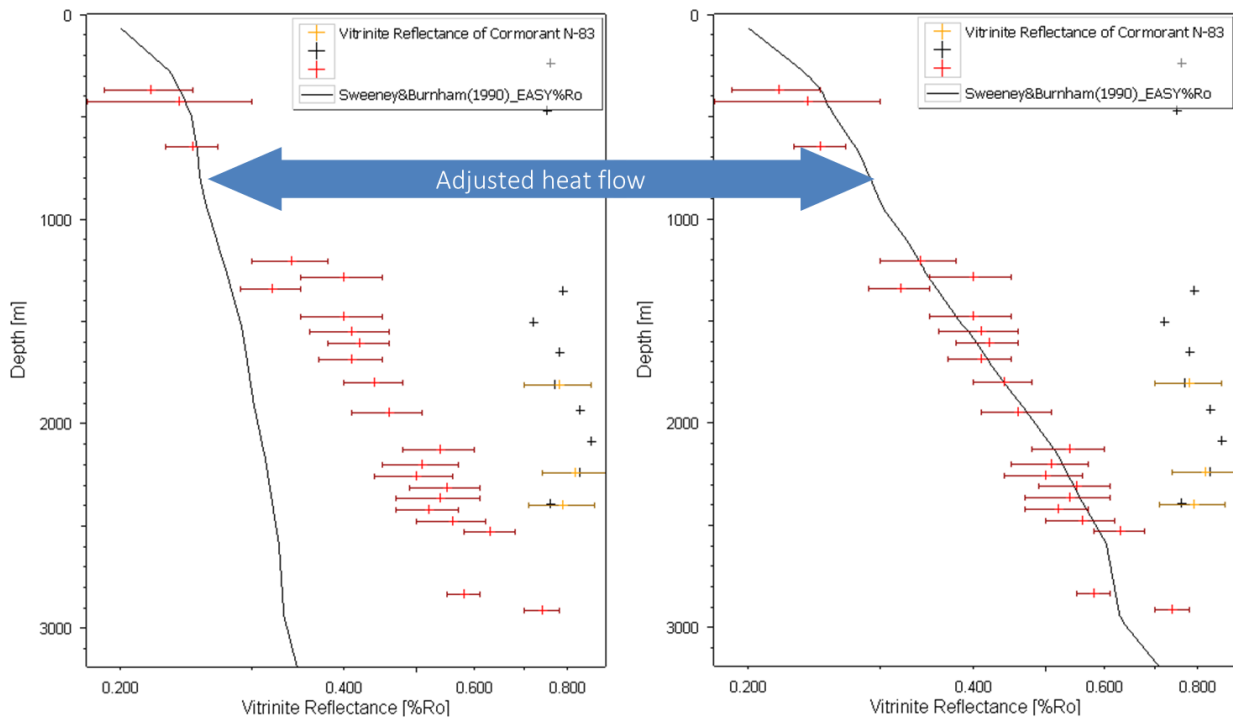 0
Vitrinite Reflectance of Cormorant N-83
Sweeney&Burnham(1990)_EASY%Ro
1000
2000
3000
Depth [m]
0.200
0.400
0.600
0.800
Vitrinite Reflectance [%Ro]
Adjusted heat flow
0
Vitrinite Reflectance of Cormorant N-83
Sweeney&Burnham(1990)_EASY%Ro
1000
2000
3000
Depth [m]
0.200
0.400
0.600
0.800
Vitrinite Reflectance [%Ro]